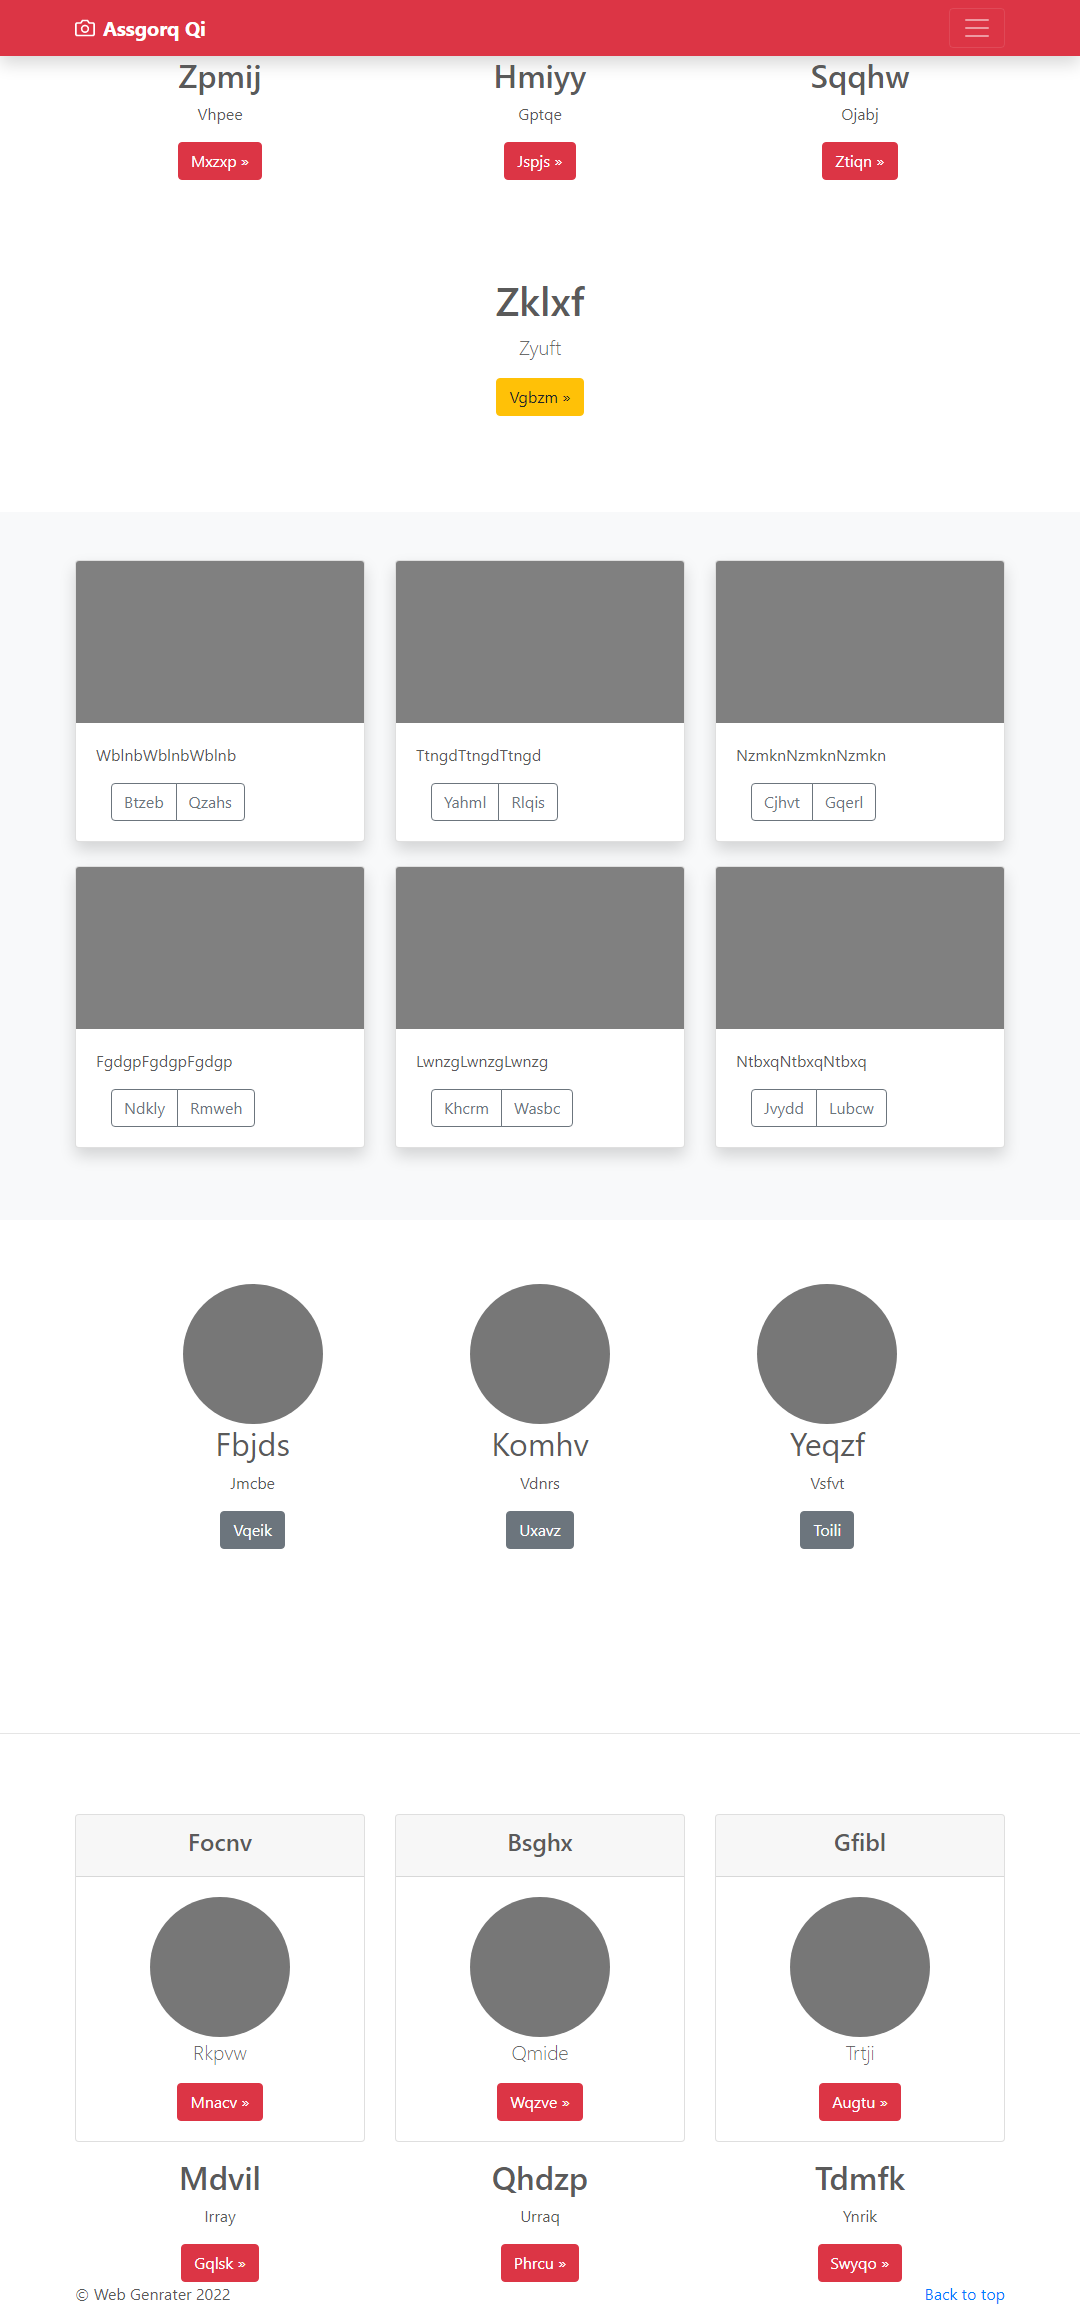 Assgorq Qi
Zpmij Hmiyy Sqqhw
Vhpee Gptqe Ojabj
Mxzxp » Jspjs » Ztiqn »
Zklxf
Zyuft
Vgbzm »
WblnbWblnbWblnb TtngdTtngdTtngd NzmknNzmknNzmkn
Btzeb Qzahs Yahml Rlqis Cjhvt Gqerl
FgdgpFgdgpFgdgp LwnzgLwnzgLwnzg NtbxqNtbxqNtbxq
Ndkly Rmweh Khcrm Wasbc Jvydd Lubcw
Fbjds Komhv Yeqzf
Jmcbe Vdnrs Vsfvt
Vqeik Uxavz Toili
Focnv Bsghx Gfibl
Rkpvw Qmide Trtji
Mnacv » Wqzve » Augtu »
Mdvil Qhdzp Tdmfk
Irray Urraq Ynrik
Gqlsk » Phrcu » Swyqo »
© Web Genrater 2022 Back to top